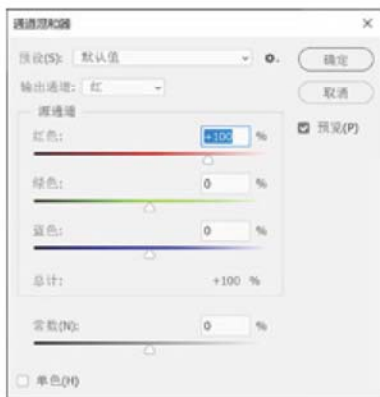 通道混和器
预设(S): 默认值
确定
输出通道: 红
取消
源通道
预览(P)
红色: +100 %
绿色: 0 %
蓝色: 0 %
总计: +100 %
常数(N): 0 %
单色(H)